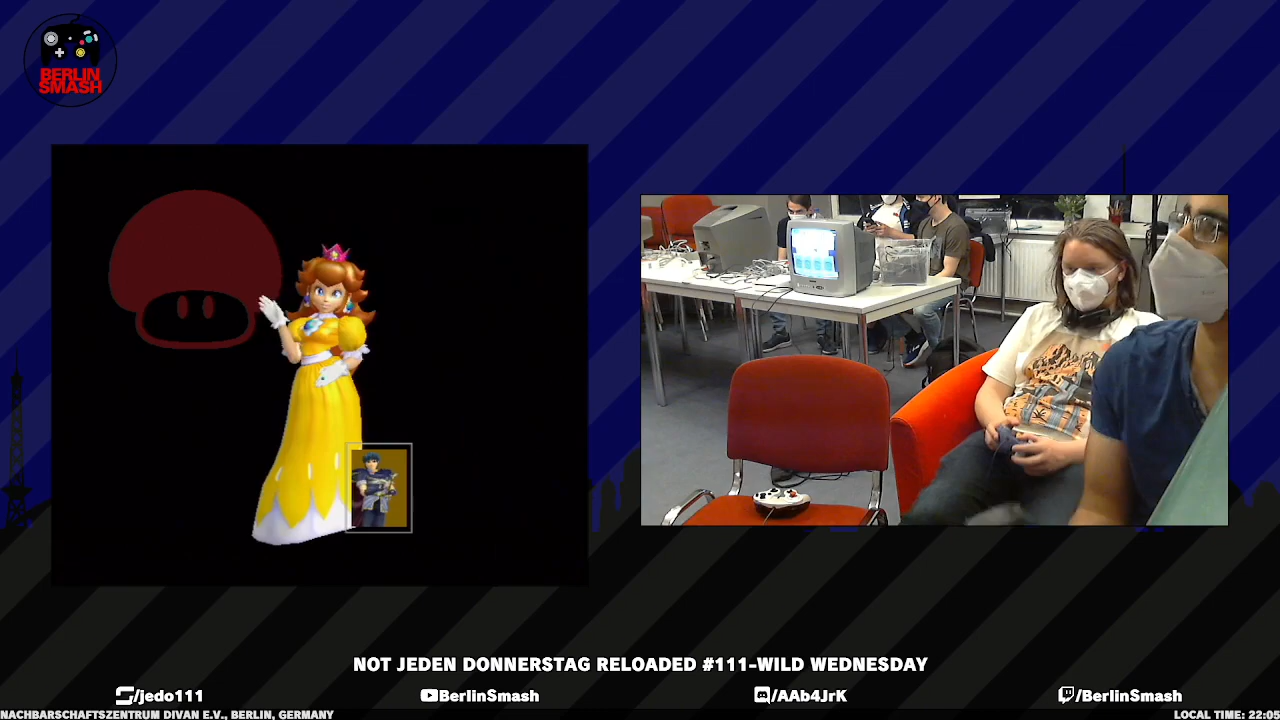 BERLIN
SMASH
NOT JEDEN DONNERSTAG RELOADED #111-WILD WEDNESDAY
/jedo111
BerlinSmash
/AAb4JrK
/BerlinSmash
NACHBARSCHAFTSZENTRUM DIVAN E.V., BERLIN, GERMANY
LOCAL TIME: 22:05